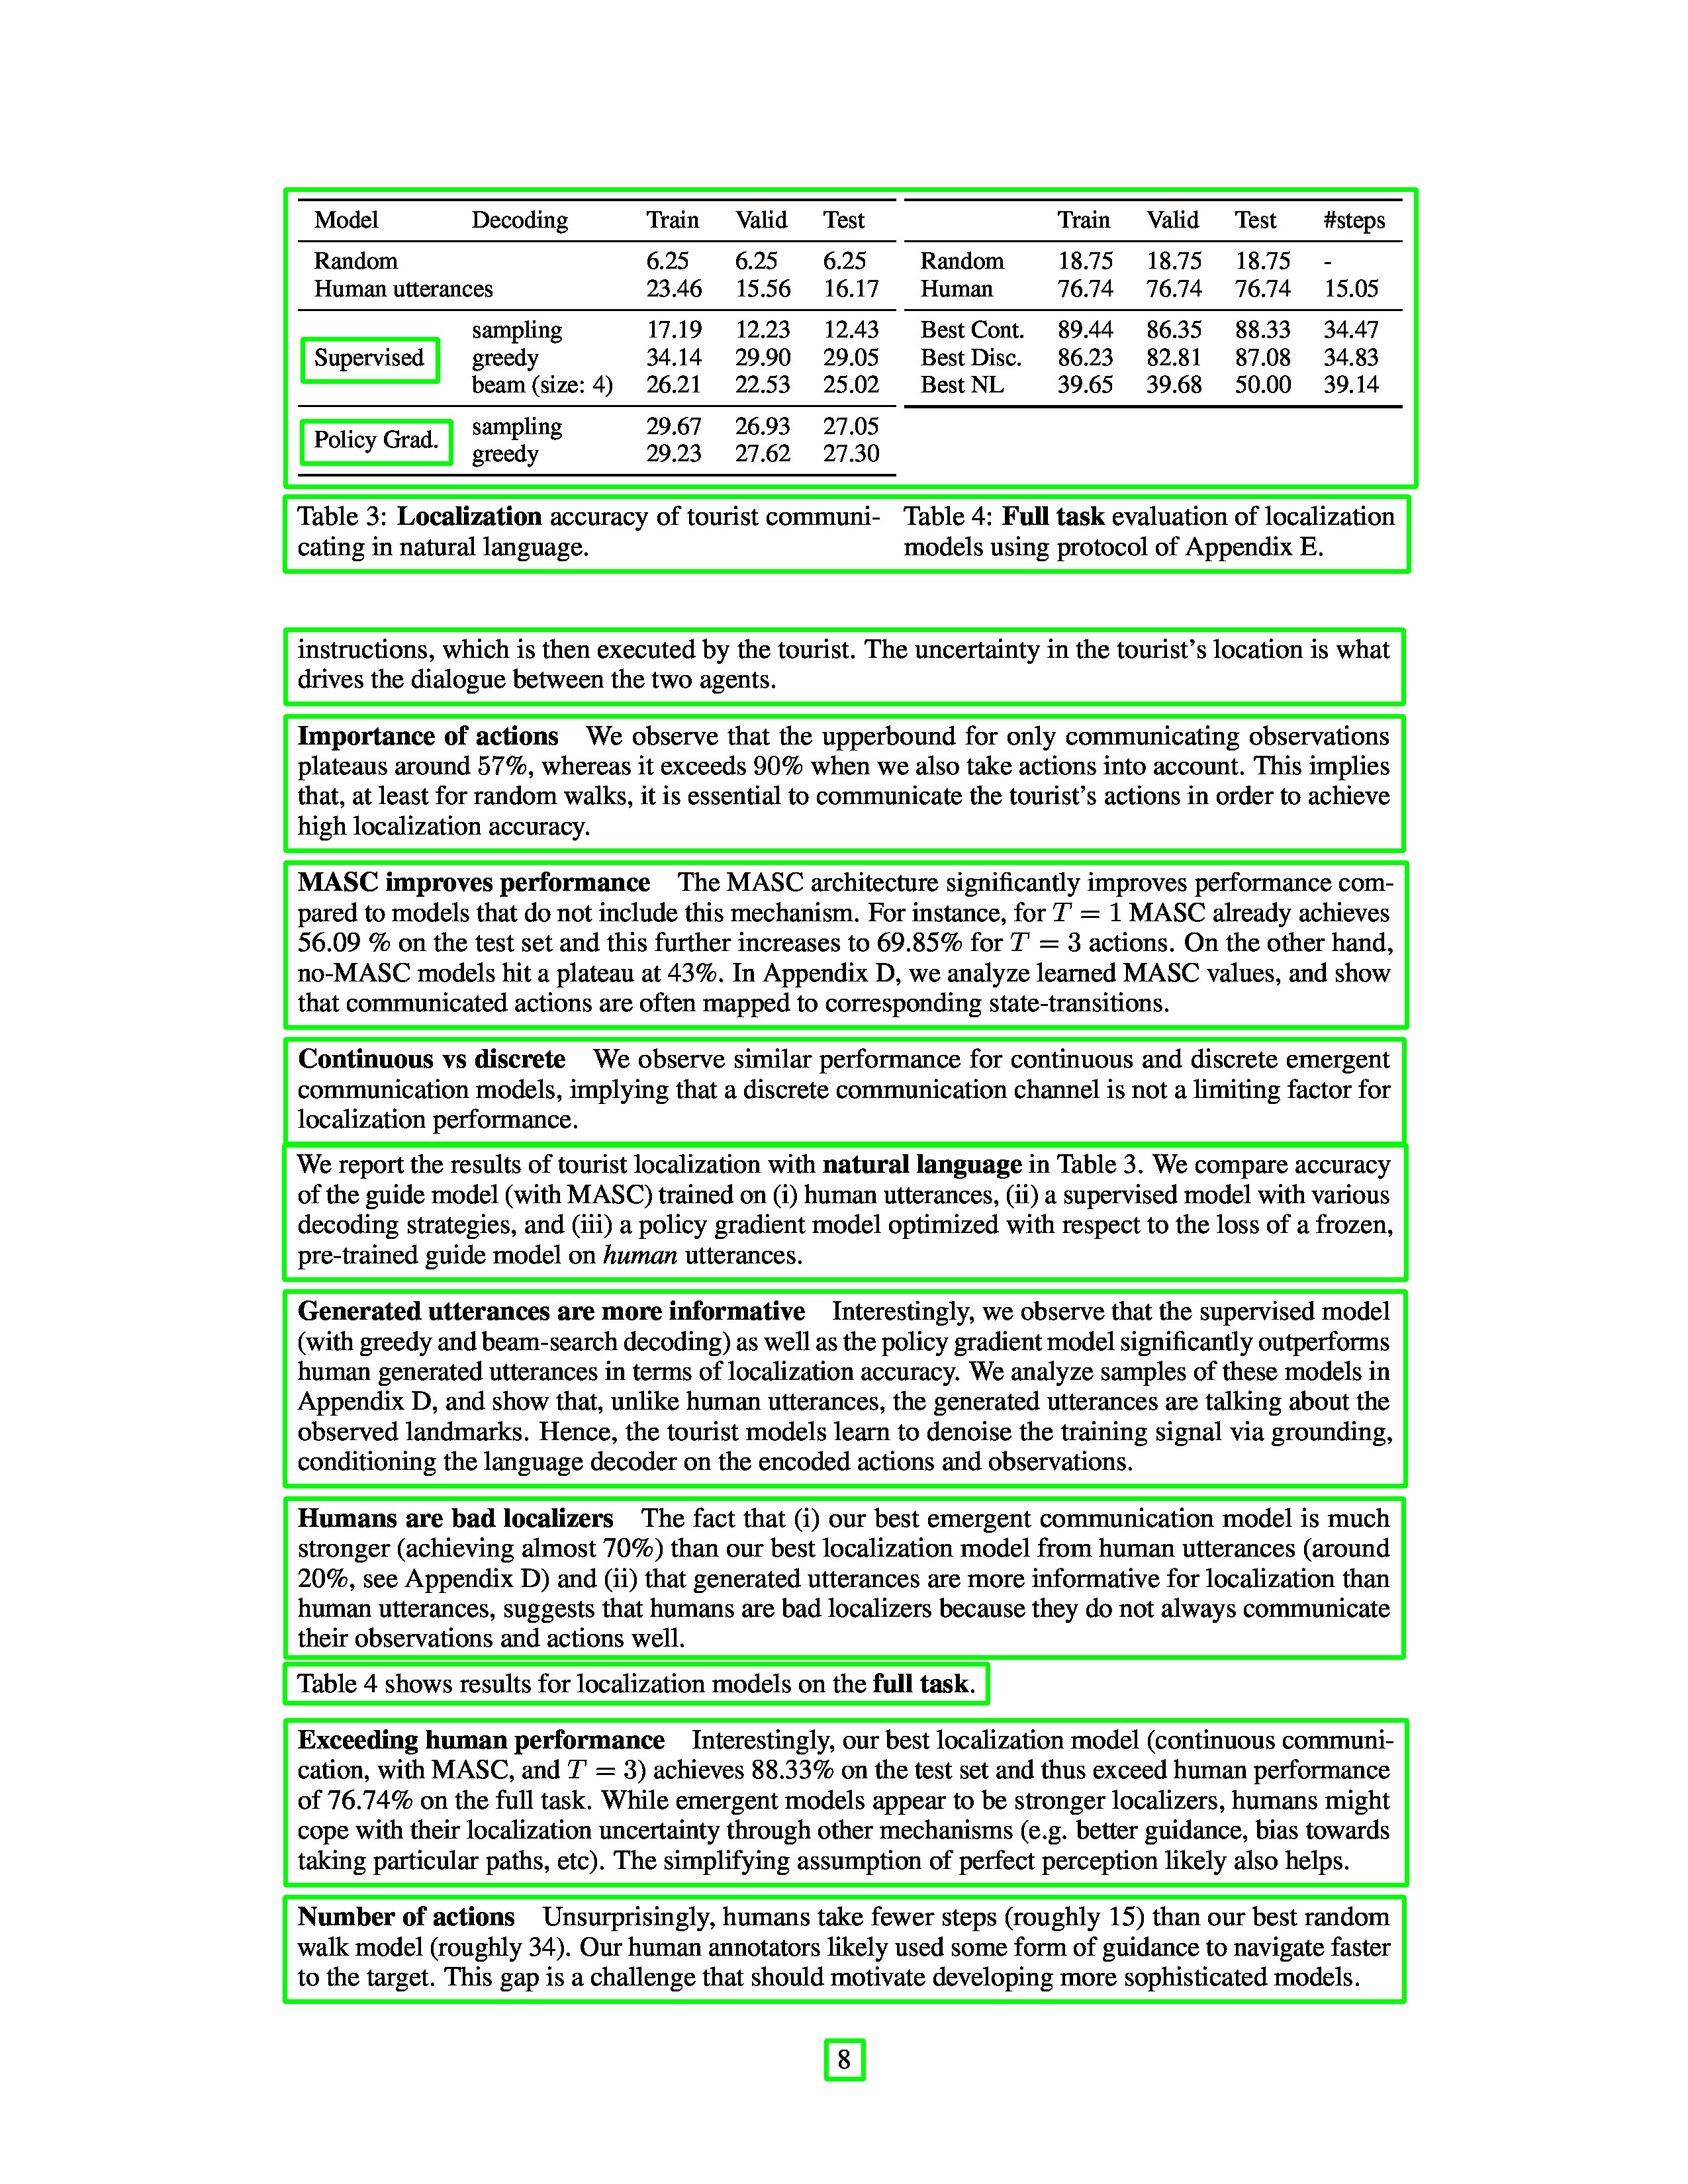 Model Decoding Train Valid Test
Random 6.25 6.25 6.25
Human utterances 23.46 15.56 16.17
sampling 17.19 12.23 12.43
Supervised greedy 34.14 29.90 29.05
beam (size: 4) 26.21 22.53 25.02
Policy Grad. sampling 29.67 26.93 27.05
greedy 29.23 27.62 27.30
Train Valid Test #steps
Random 18.75 18.75 18.75 -
Human 76.74 76.74 76.74 15.05
Best Cont. 89.44 86.35 88.33 34.47
Best Disc. 86.23 82.81 87.08 34.83
Best NL 39.65 39.68 50.00 39.14
Table 3: Localization accuracy of tourist communi-
cating in natural language.
Table 4: Full task evaluation of localization
models using protocol of Appendix E.
instructions, which is then executed by the tourist. The uncertainty in the tourist's location is what
drives the dialogue between the two agents.
Importance of actions We observe that the upperbound for only communicating observations
plateaus around 57%, whereas it exceeds 90% when we also take actions into account. This implies
that, at least for random walks, it is essential to communicate the tourist's actions in order to achieve
high localization accuracy.
MASC improves performance The MASC architecture significantly improves performance com-
pared to models that do not include this mechanism. For instance, for T = 1 MASC already achieves
56.09 % on the test set and this further increases to 69.85% for T = 3 actions. On the other hand,
no-MASC models hit a plateau at 43%. In Appendix D, we analyze learned MASC values, and show
that communicated actions are often mapped to corresponding state-transitions.
Continuous vs discrete We observe similar performance for continuous and discrete emergent
communication models, implying that a discrete communication channel is not a limiting factor for
localization performance.
We report the results of tourist localization with natural language in Table 3. We compare accuracy
of the guide model (with MASC) trained on (i) human utterances, (ii) a supervised model with various
decoding strategies, and (iii) a policy gradient model optimized with respect to the loss of a frozen,
pre-trained guide model on human utterances.
Generated utterances are more informative Interestingly, we observe that the supervised model
(with greedy and beam-search decoding) as well as the policy gradient model significantly outperforms
human generated utterances in terms of localization accuracy. We analyze samples of these models in
Appendix D, and show that, unlike human utterances, the generated utterances are talking about the
observed landmarks. Hence, the tourist models learn to denoise the training signal via grounding,
conditioning the language decoder on the encoded actions and observations.
Humans are bad localizers The fact that (i) our best emergent communication model is much
stronger (achieving almost 70%) than our best localization model from human utterances (around
20%, see Appendix D) and (ii) that generated utterances are more informative for localization than
human utterances, suggests that humans are bad localizers because they do not always communicate
their observations and actions well.
Table 4 shows results for localization models on the full task.
Exceeding human performance Interestingly, our best localization model (continuous communi-
cation, with MASC, and T = 3) achieves 88.33% on the test set and thus exceed human performance
of 76.74% on the full task. While emergent models appear to be stronger localizers, humans might
cope with their localization uncertainty through other mechanisms (e.g. better guidance, bias towards
taking particular paths, etc). The simplifying assumption of perfect perception likely also helps.
Number of actions Unsurprisingly, humans take fewer steps (roughly 15) than our best random
walk model (roughly 34). Our human annotators likely used some form of guidance to navigate faster
to the target. This gap is a challenge that should motivate developing more sophisticated models.
8